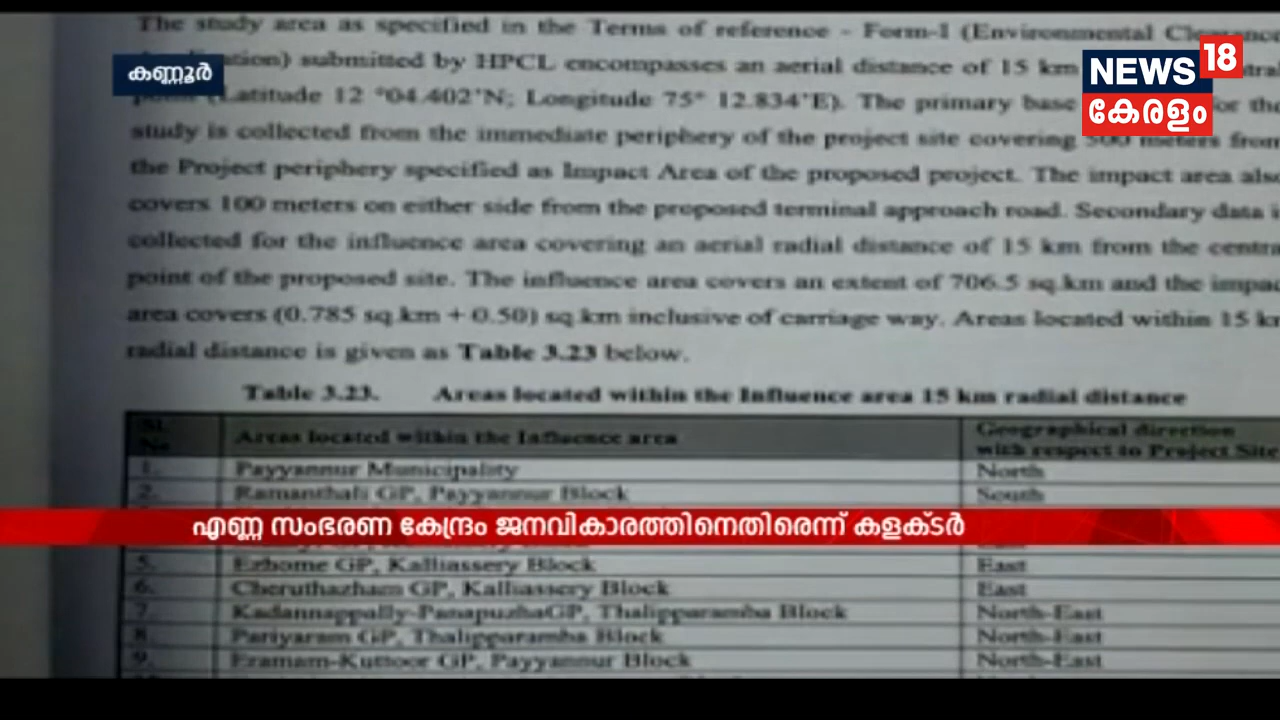 The study area as specified in the Terms of reference - Form-I (Environmental Clearance
കണ്ണൂർ
submitted by HPCL encompasses an aerial distance of 15 km
NEWS 18
കേരളം
(Latitude 12 °04.402'N; Longitude 75° 12.834'E). The primary base
study is collected from the immediate periphery of the project site covering 500 meters from
the Project periphery specified as Impact Area of the proposed project. The impact area also
covers 100 meters on either side from the proposed terminal approach road. Secondary data i
collected for the influence area covering an aerial radial distance of 15 km from the centra
point of the proposed site. The influence area covers an extent of 706.5 sq.km and the impac
area covers (0.785 sq.km + 0.50) sq.km inclusive of carriage way. Areas located within 15 k
radial distance is given as Table 3.23 below.
Table 3.23. Areas located within the Influence area 15 km radial distance
Sl. No Areas located within the Influence area Geographical direction with respect to Project Site
1. Payyannur Municipality North
2. Ramanthali GP, Payyannur Block South
എണ്ണ സംഭരണ കേന്ദ്രം ജനവികാരത്തിനെതിരെന്ന് കളക്ടർ
5. Ezhome GP, Kalliassery Block East
6. Cheruthazham GP, Kalliassery Block East
7. Kadannappally-PanapuzhaGP, Thalipparamba Block North-East
8. Pariyaram GP, Thalipparamba Block North-East
9. Eramam-Kuttoor GP, Payyannur Block North-East